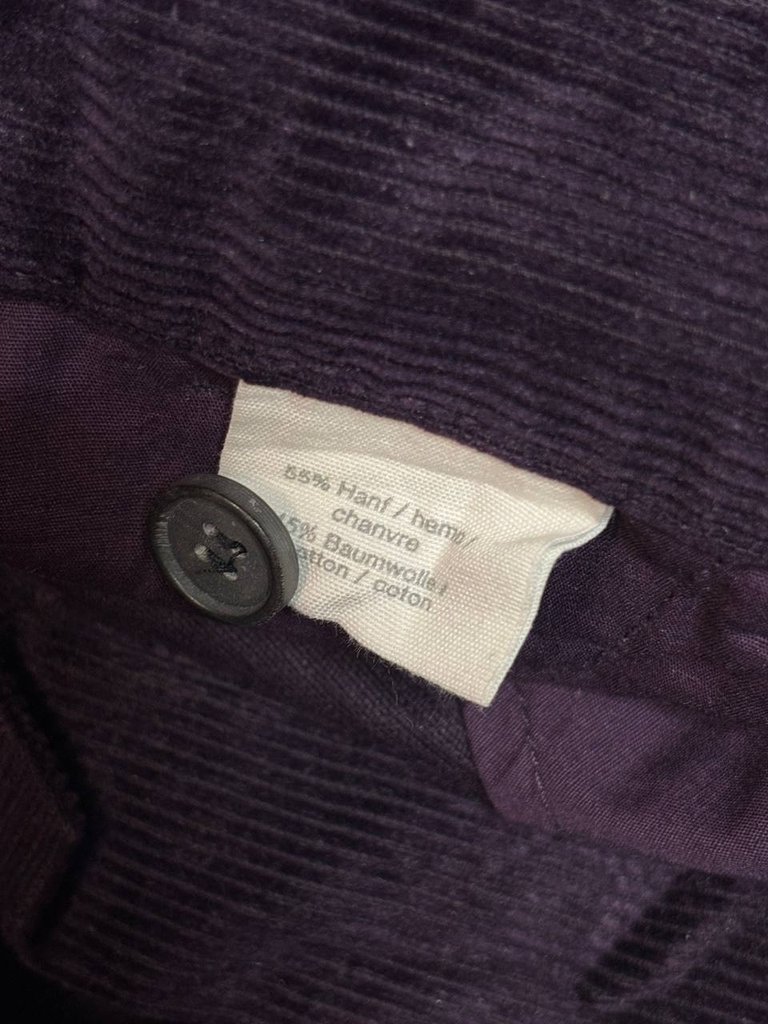 55% Hanf / hemp/
chanvre
45% Baumwolle/
cotton / coton